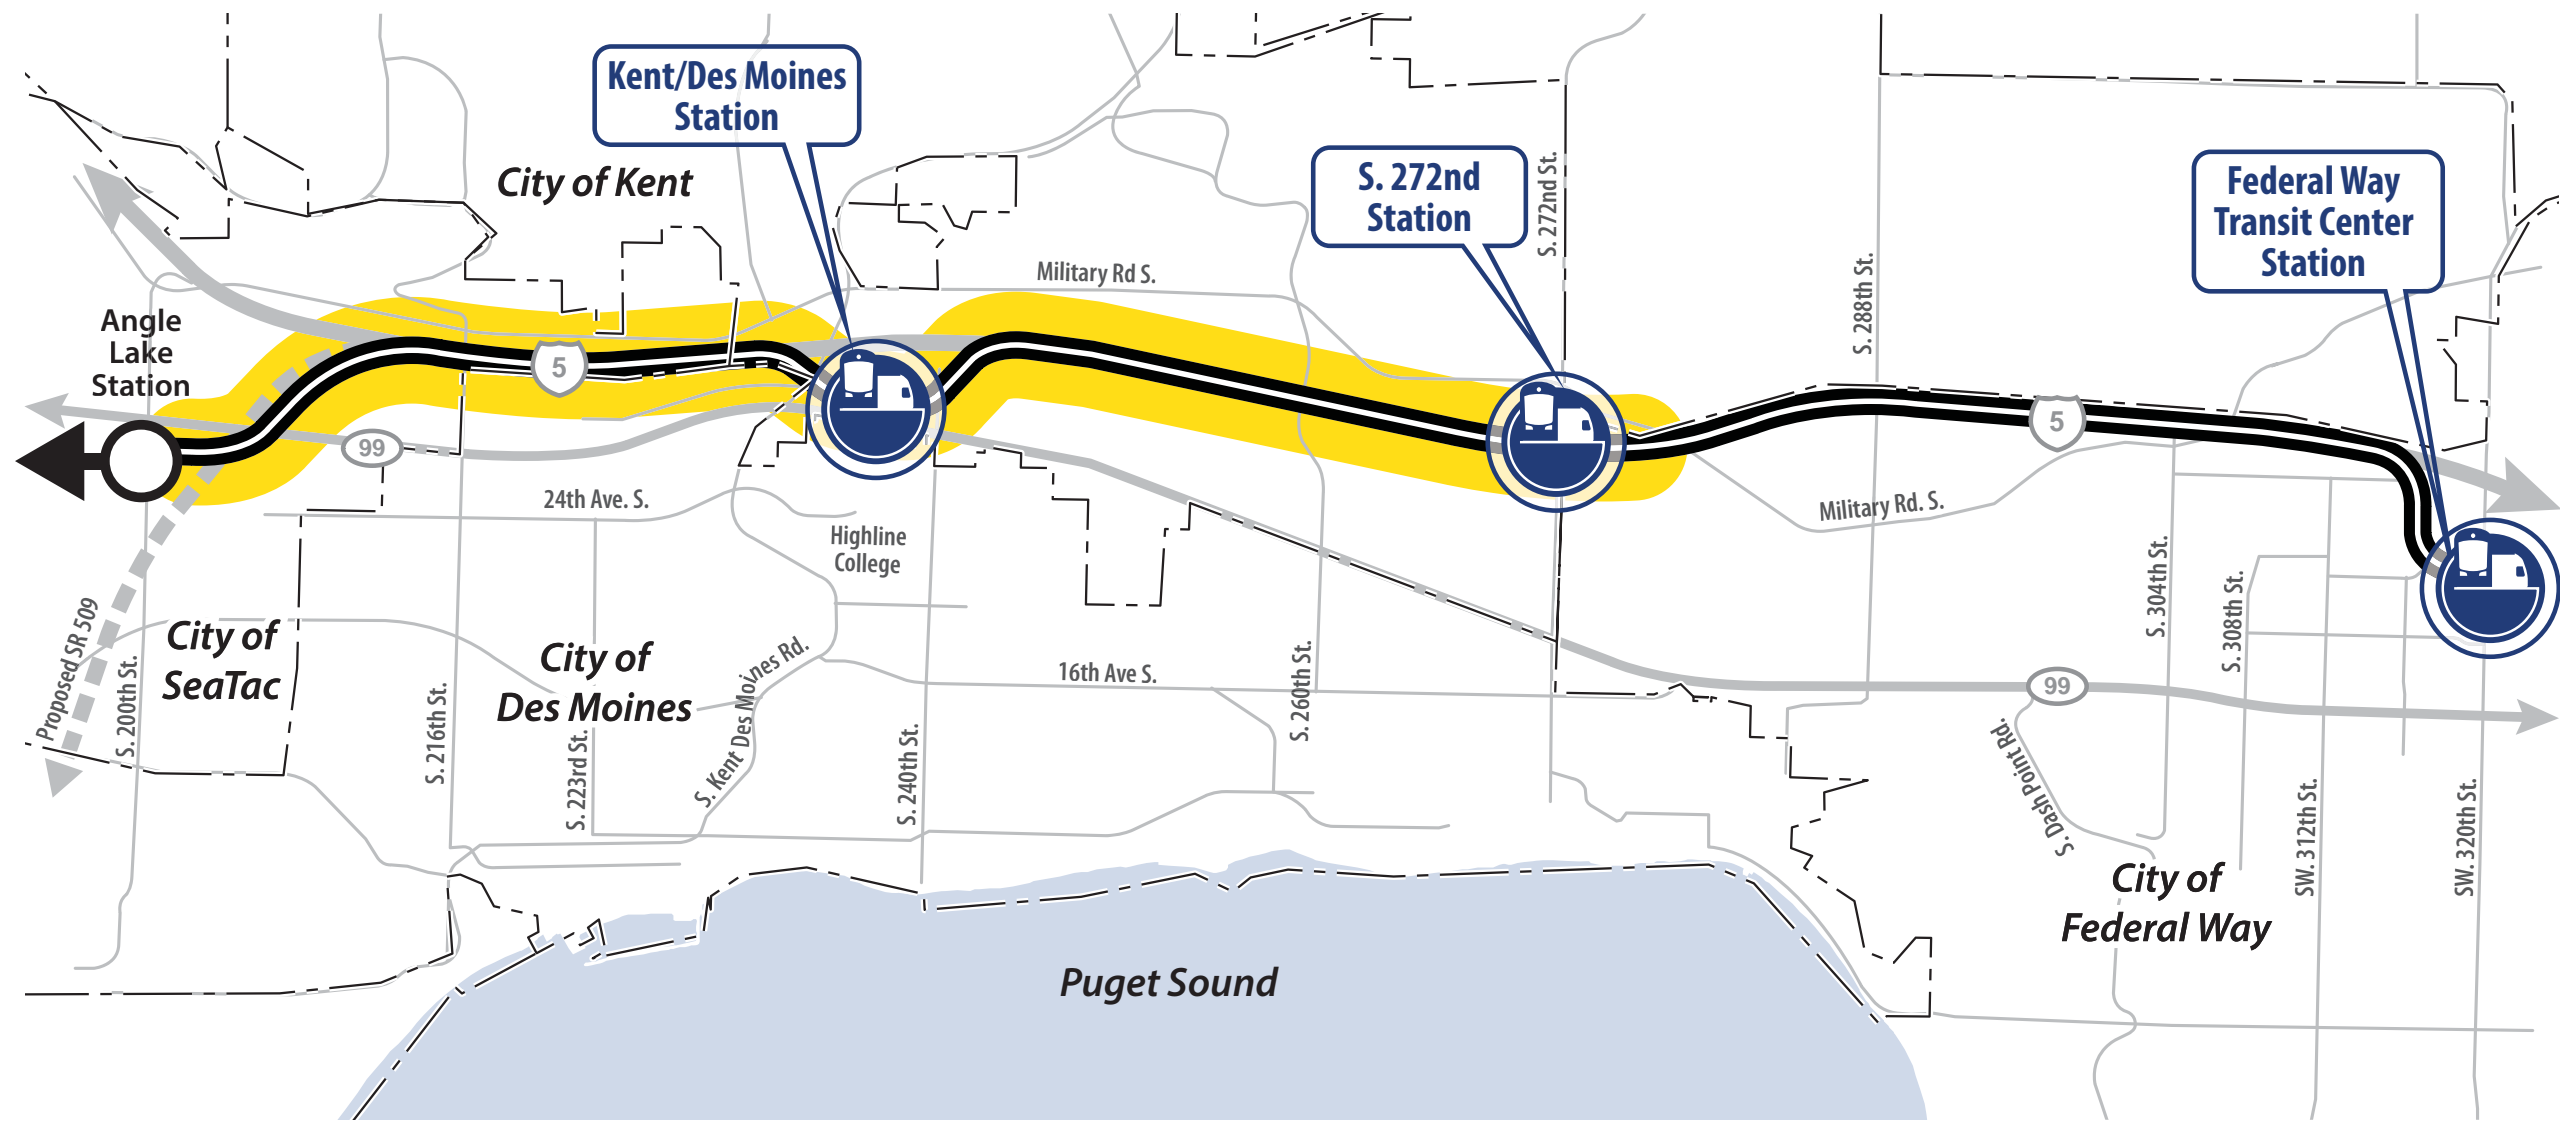 Kent/Des Moines
Station
City of Kent
S. 272nd
Station
S. 272nd St.
Federal Way
Transit Center
Station
Military Rd S.
S. 288th St.
Angle
Lake
Station
5
5
99
24th Ave. S.
Highline
College
Military Rd. S.
S. 304th St.
S. 308th St.
Proposed SR 509
S. 200th St.
City of
SeaTac
S. 216th St.
City of
Des Moines
S. 223rd St.
S. Kent Des Moines Rd.
S. 240th St.
16th Ave S.
S. 260th St.
99
S. Dash Point Rd.
SW. 312th St.
SW. 320th St.
City of
Federal Way
Puget Sound